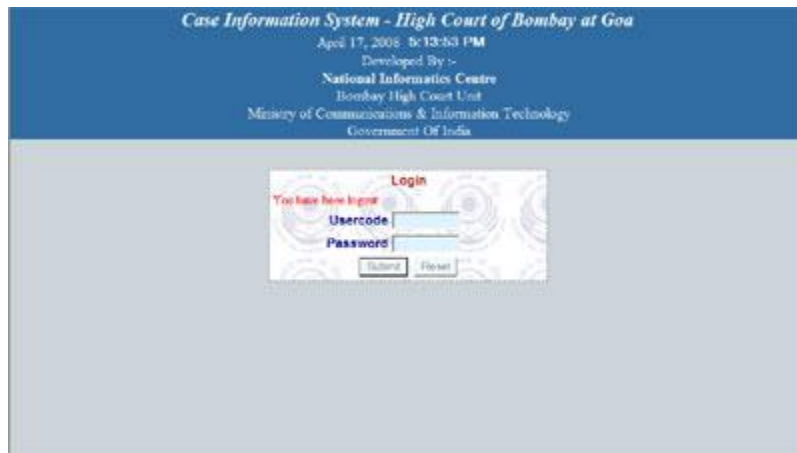 Case Information System - High Court of Bombay at Goa
April 17, 2008 5:13:53 PM
Developed By :-
National Informatics Centre
Bombay High Court Unit
Ministry of Communications & Information Technology
Government Of India
Login
You have been logout
Usercode
Password
Submit Reset